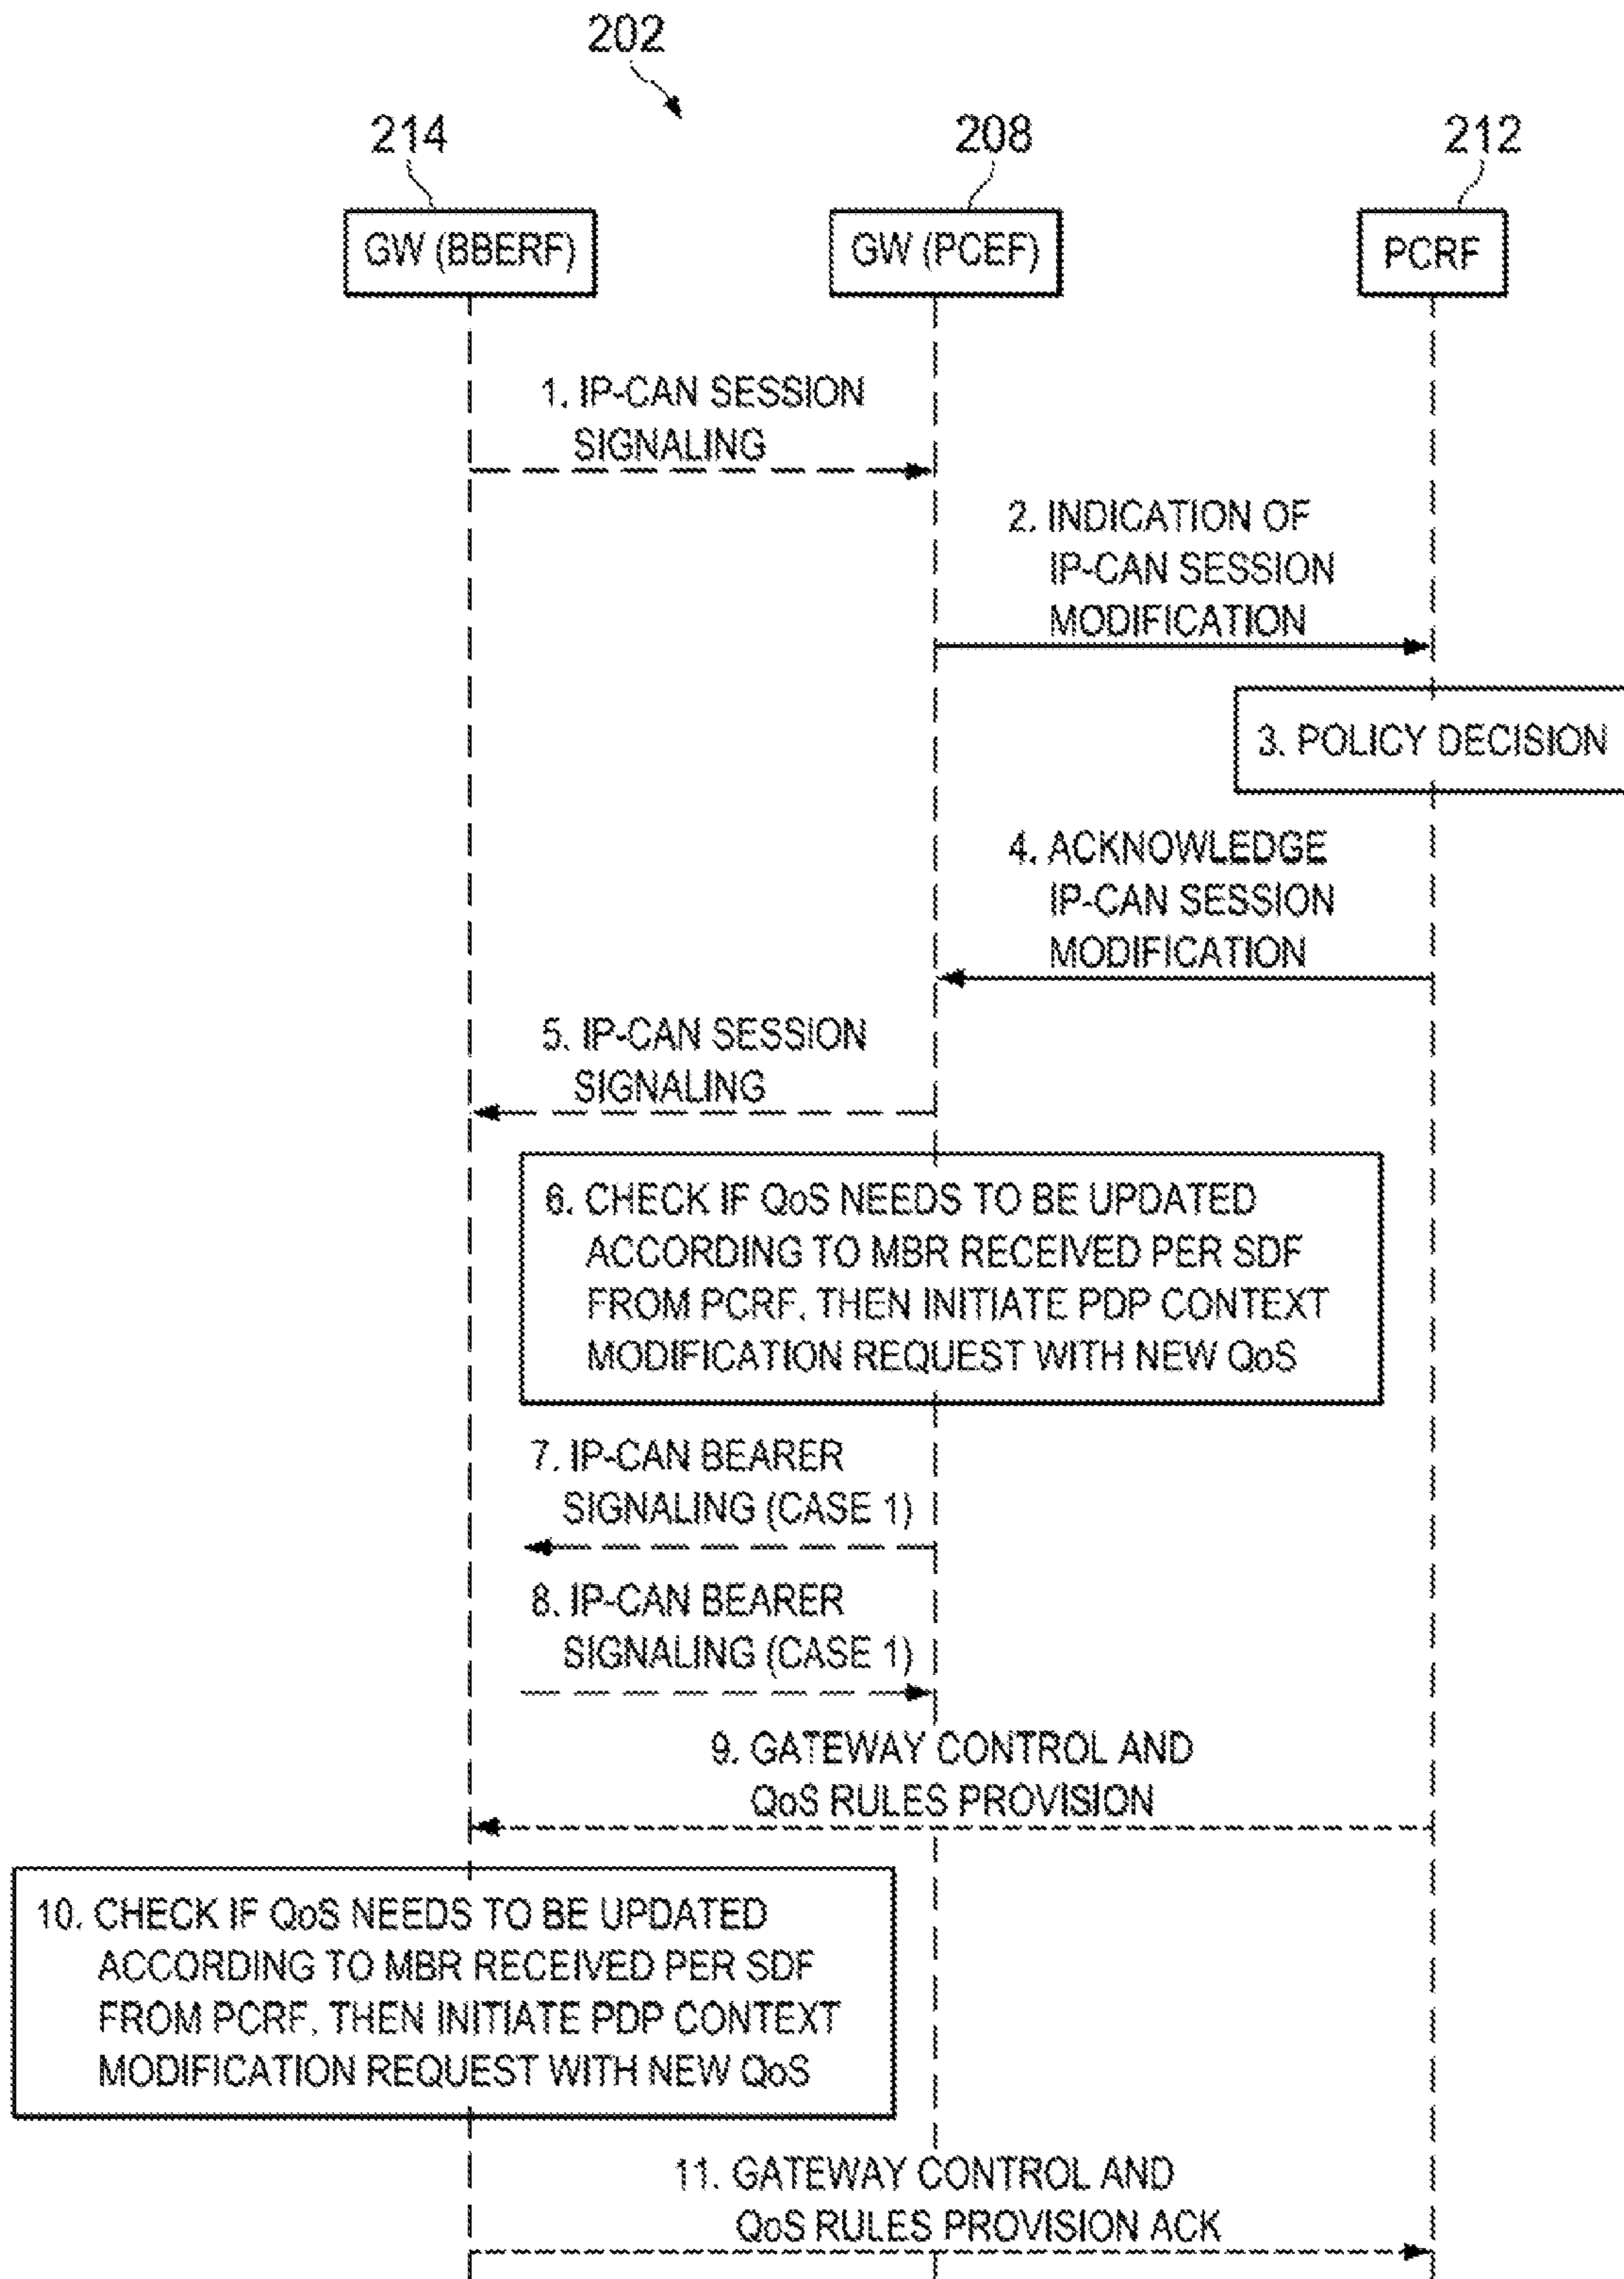 202
214
208
212
GW (BBERF)
GW (PCEF)
PCRF
1. IP-CAN SESSION
SIGNALING
2. INDICATION OF
IP-CAN SESSION
MODIFICATION
3. POLICY DECISION
4. ACKNOWLEDGE
IP-CAN SESSION
MODIFICATION
5. IP-CAN SESSION
SIGNALING
6. CHECK IF QoS NEEDS TO BE UPDATED
ACCORDING TO MBR RECEIVED PER SDF
FROM PCRF, THEN INITIATE PDP CONTEXT
MODIFICATION REQUEST WITH NEW QoS
7. IP-CAN BEARER
SIGNALING (CASE 1)
8. IP-CAN BEARER
SIGNALING (CASE 1)
9. GATEWAY CONTROL AND
QoS RULES PROVISION
10. CHECK IF QoS NEEDS TO BE UPDATED
ACCORDING TO MBR RECEIVED PER SDF
FROM PCRF, THEN INITIATE PDP CONTEXT
MODIFICATION REQUEST WITH NEW QoS
11. GATEWAY CONTROL AND
QoS RULES PROVISION ACK